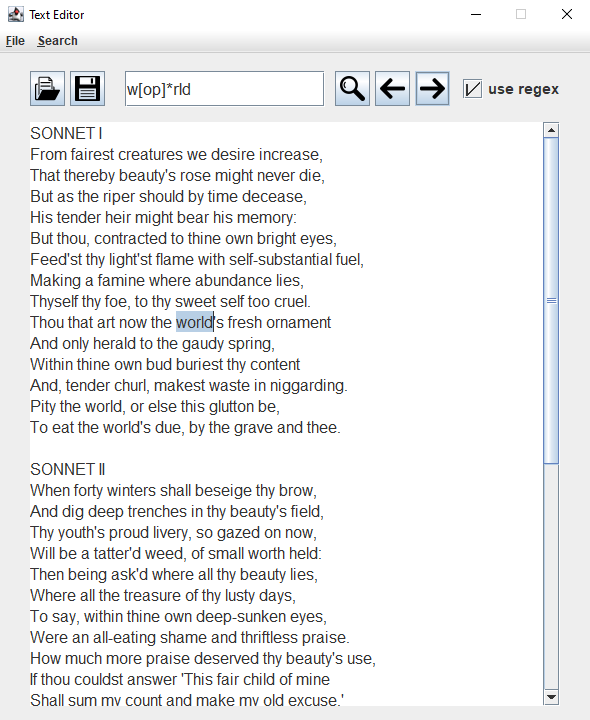 Text Editor
File Search
w[op]*rld
use regex
SONNET I
From fairest creatures we desire increase,
That thereby beauty's rose might never die,
But as the riper should by time decease,
His tender heir might bear his memory:
But thou, contracted to thine own bright eyes,
Feed'st thy light'st flame with self-substantial fuel,
Making a famine where abundance lies,
Thyself thy foe, to thy sweet self too cruel.
Thou that art now the world's fresh ornament
And only herald to the gaudy spring,
Within thine own bud buriest thy content
And, tender churl, makest waste in niggarding.
Pity the world, or else this glutton be,
To eat the world's due, by the grave and thee.
SONNET II
When forty winters shall beseige thy brow,
And dig deep trenches in thy beauty's field,
Thy youth's proud livery, so gazed on now,
Will be a tatter'd weed, of small worth held:
Then being ask'd where all thy beauty lies,
Where all the treasure of thy lusty days,
To say, within thine own deep-sunken eyes,
Were an all-eating shame and thriftless praise.
How much more praise deserved thy beauty's use,
If thou couldst answer 'This fair child of mine
Shall sum my count and make my old excuse,'